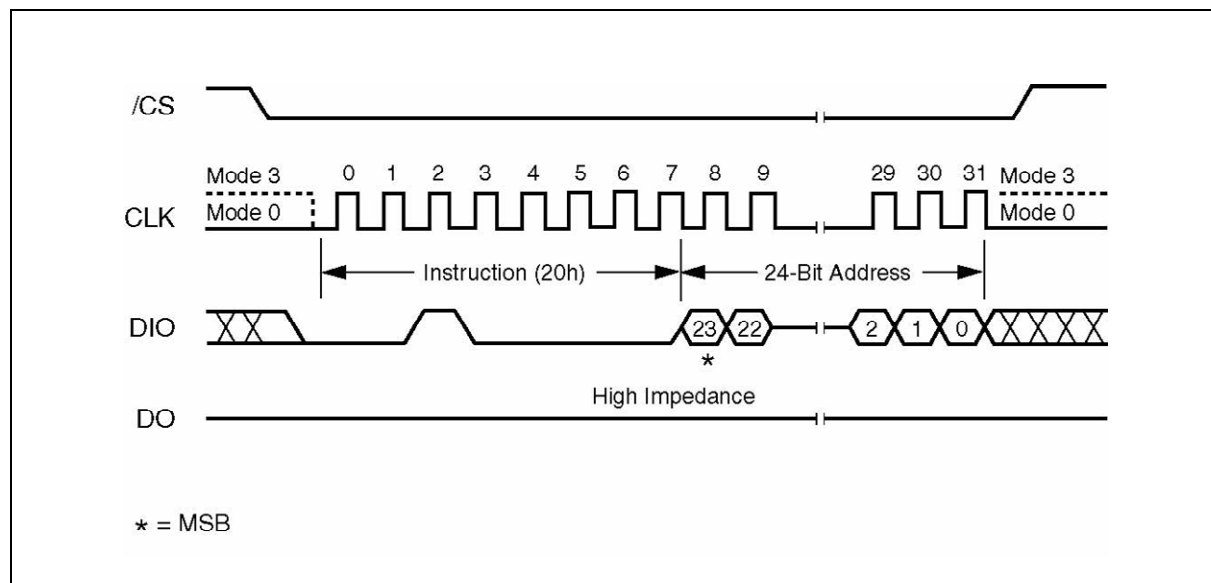 /CS
0 1 2 3 4 5 6 7 8 9 29 30 31
Mode 3 Mode 3
CLK Mode 0 Mode 0
Instruction (20h) 24-Bit Address
DIO 23 22 2 1 0
*
High Impedance
DO
* = MSB